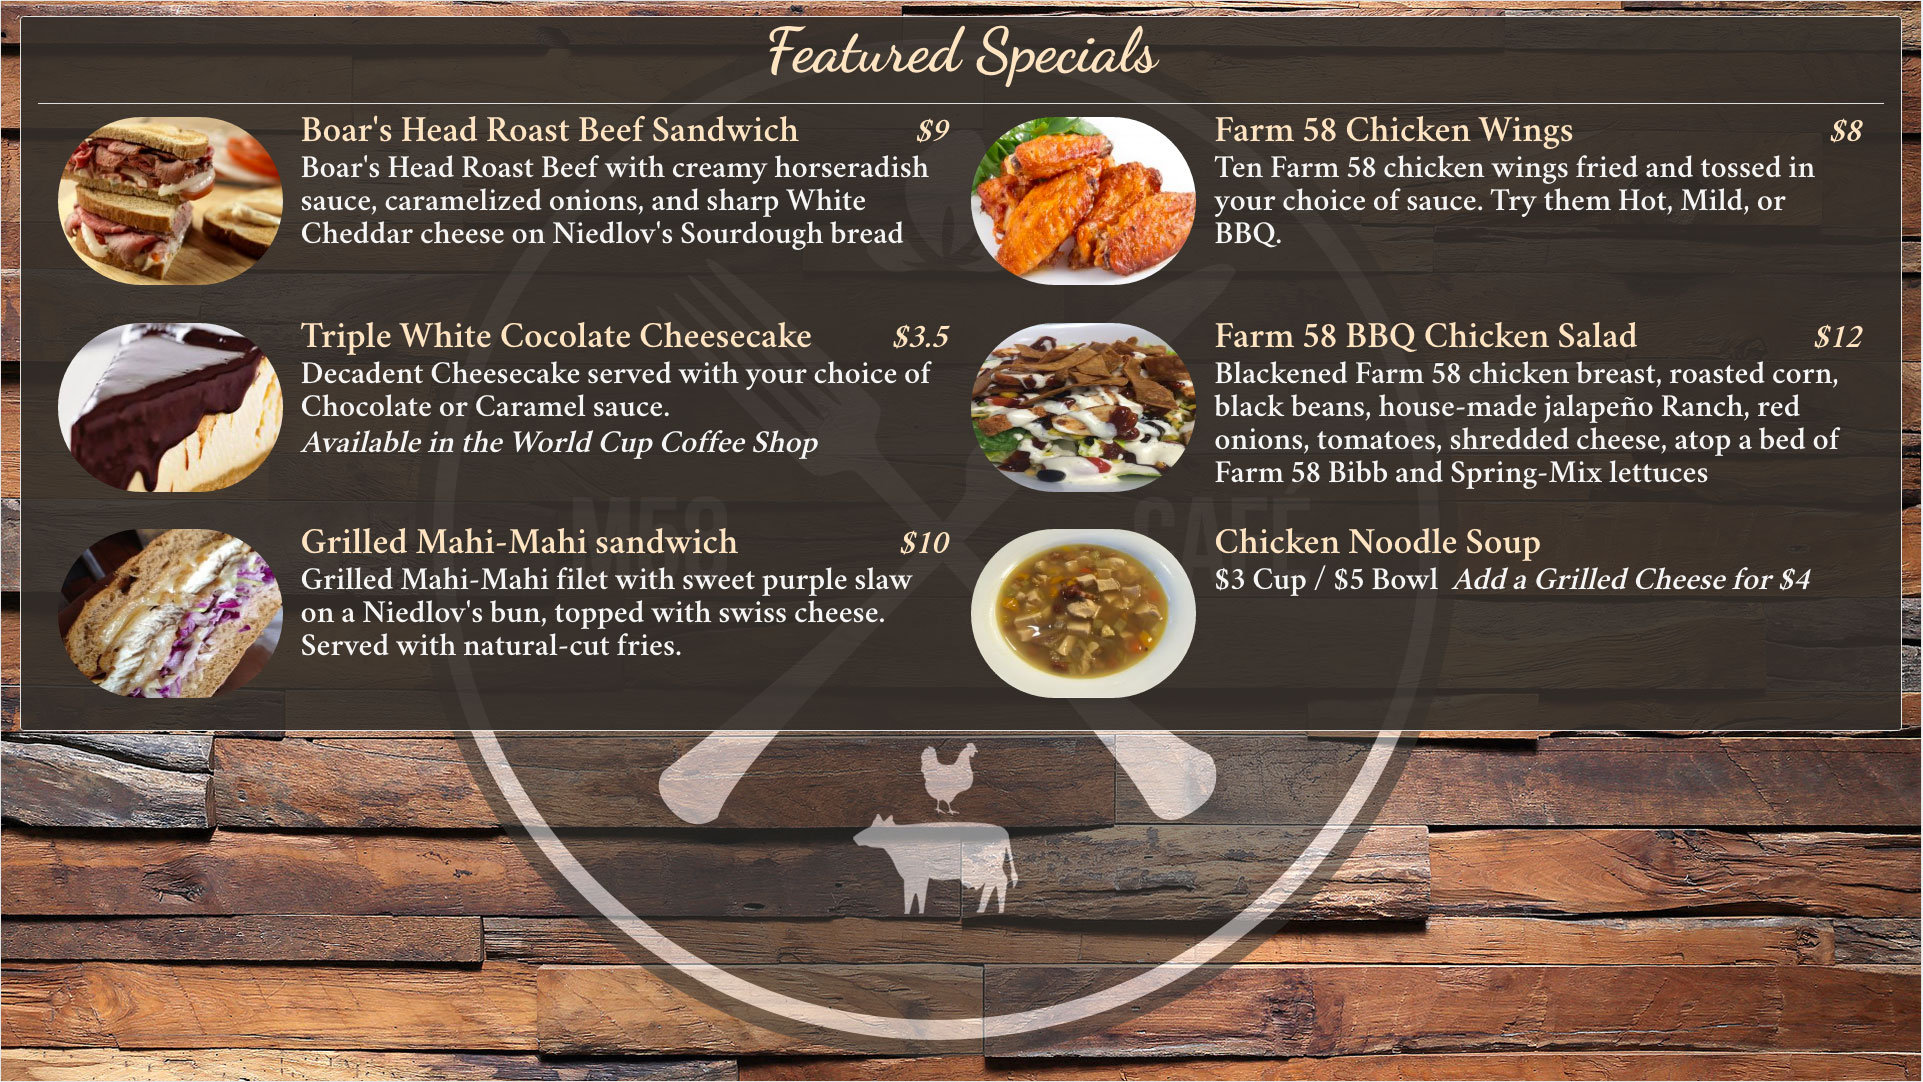 Featured Specials
Boar's Head Roast Beef Sandwich $9
Boar's Head Roast Beef with creamy horseradish
sauce, caramelized onions, and sharp White
Cheddar cheese on Niedlov's Sourdough bread
Triple White Cocolate Cheesecake $3.5
Decadent Cheesecake served with your choice of
Chocolate or Caramel sauce.
Available in the World Cup Coffee Shop
Grilled Mahi-Mahi sandwich $10
Grilled Mahi-Mahi filet with sweet purple slaw
on a Niedlov's bun, topped with swiss cheese.
Served with natural-cut fries.
Farm 58 Chicken Wings $8
Ten Farm 58 chicken wings fried and tossed in
your choice of sauce. Try them Hot, Mild, or
BBQ.
Farm 58 BBQ Chicken Salad $12
Blackened Farm 58 chicken breast, roasted corn,
black beans, house-made jalapeño Ranch, red
onions, tomatoes, shredded cheese, atop a bed of
Farm 58 Bibb and Spring-Mix lettuces
Chicken Noodle Soup
$3 Cup / $5 Bowl Add a Grilled Cheese for $4
CAFÉ